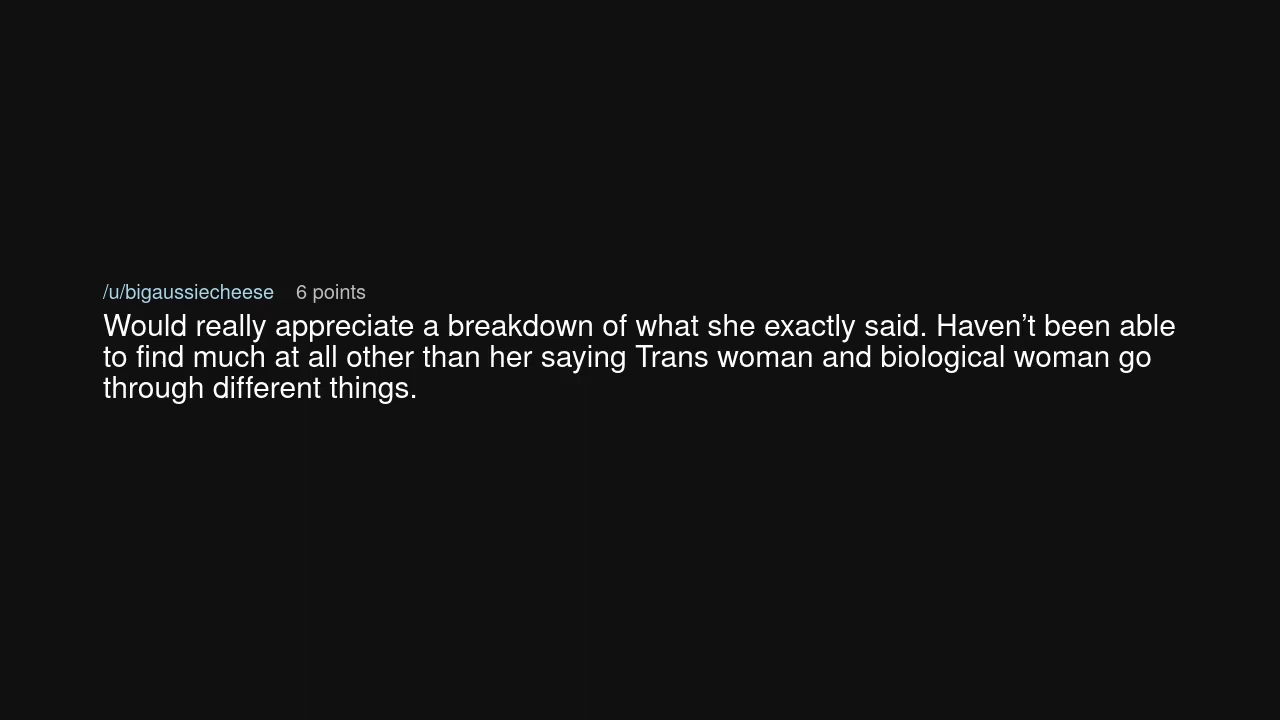 /u/bigaussiecheese 6 points
Would really appreciate a breakdown of what she exactly said. Haven’t been able
to find much at all other than her saying Trans woman and biological woman go
through different things.